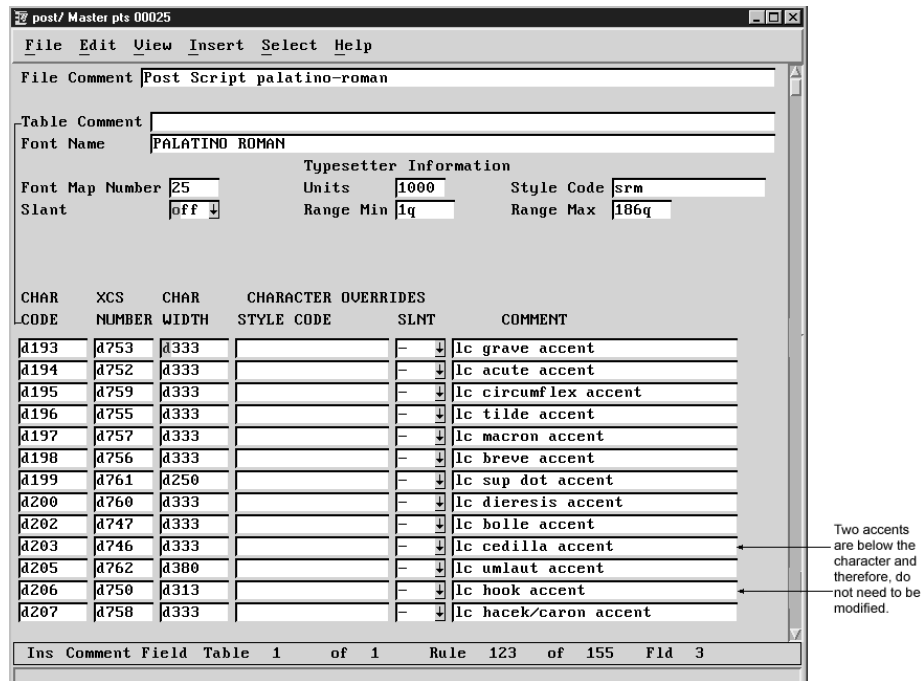 post/ Master pts 00025
File Edit View Insert Select Help
File Comment Post Script palatino-roman
Table Comment
Font Name PALATINO ROMAN
Typesetter Information
Font Map Number 25 Units 1000 Style Code srm
Slant off Range Min 1q Range Max 186q
CHAR XCS CHAR CHARACTER OVERRIDES
CODE NUMBER WIDTH STYLE CODE SLNT COMMENT
d193 d753 d333 - lc grave accent
d194 d752 d333 - lc acute accent
d195 d759 d333 - lc circumflex accent
d196 d755 d333 - lc tilde accent
d197 d757 d333 - lc macron accent
d198 d756 d333 - lc breve accent
d199 d761 d250 - lc sup dot accent
d200 d760 d333 - lc dieresis accent
d202 d747 d333 - lc bolle accent
d203 d746 d333 - lc cedilla accent
d205 d762 d380 - lc umlaut accent
d206 d750 d313 - lc hook accent
d207 d758 d333 - lc hacek/caron accent
Two accents
are below the
character and
therefore, do
not need to be
modified.
Ins Comment Field Table 1 of 1 Rule 123 of 155 Fld 3